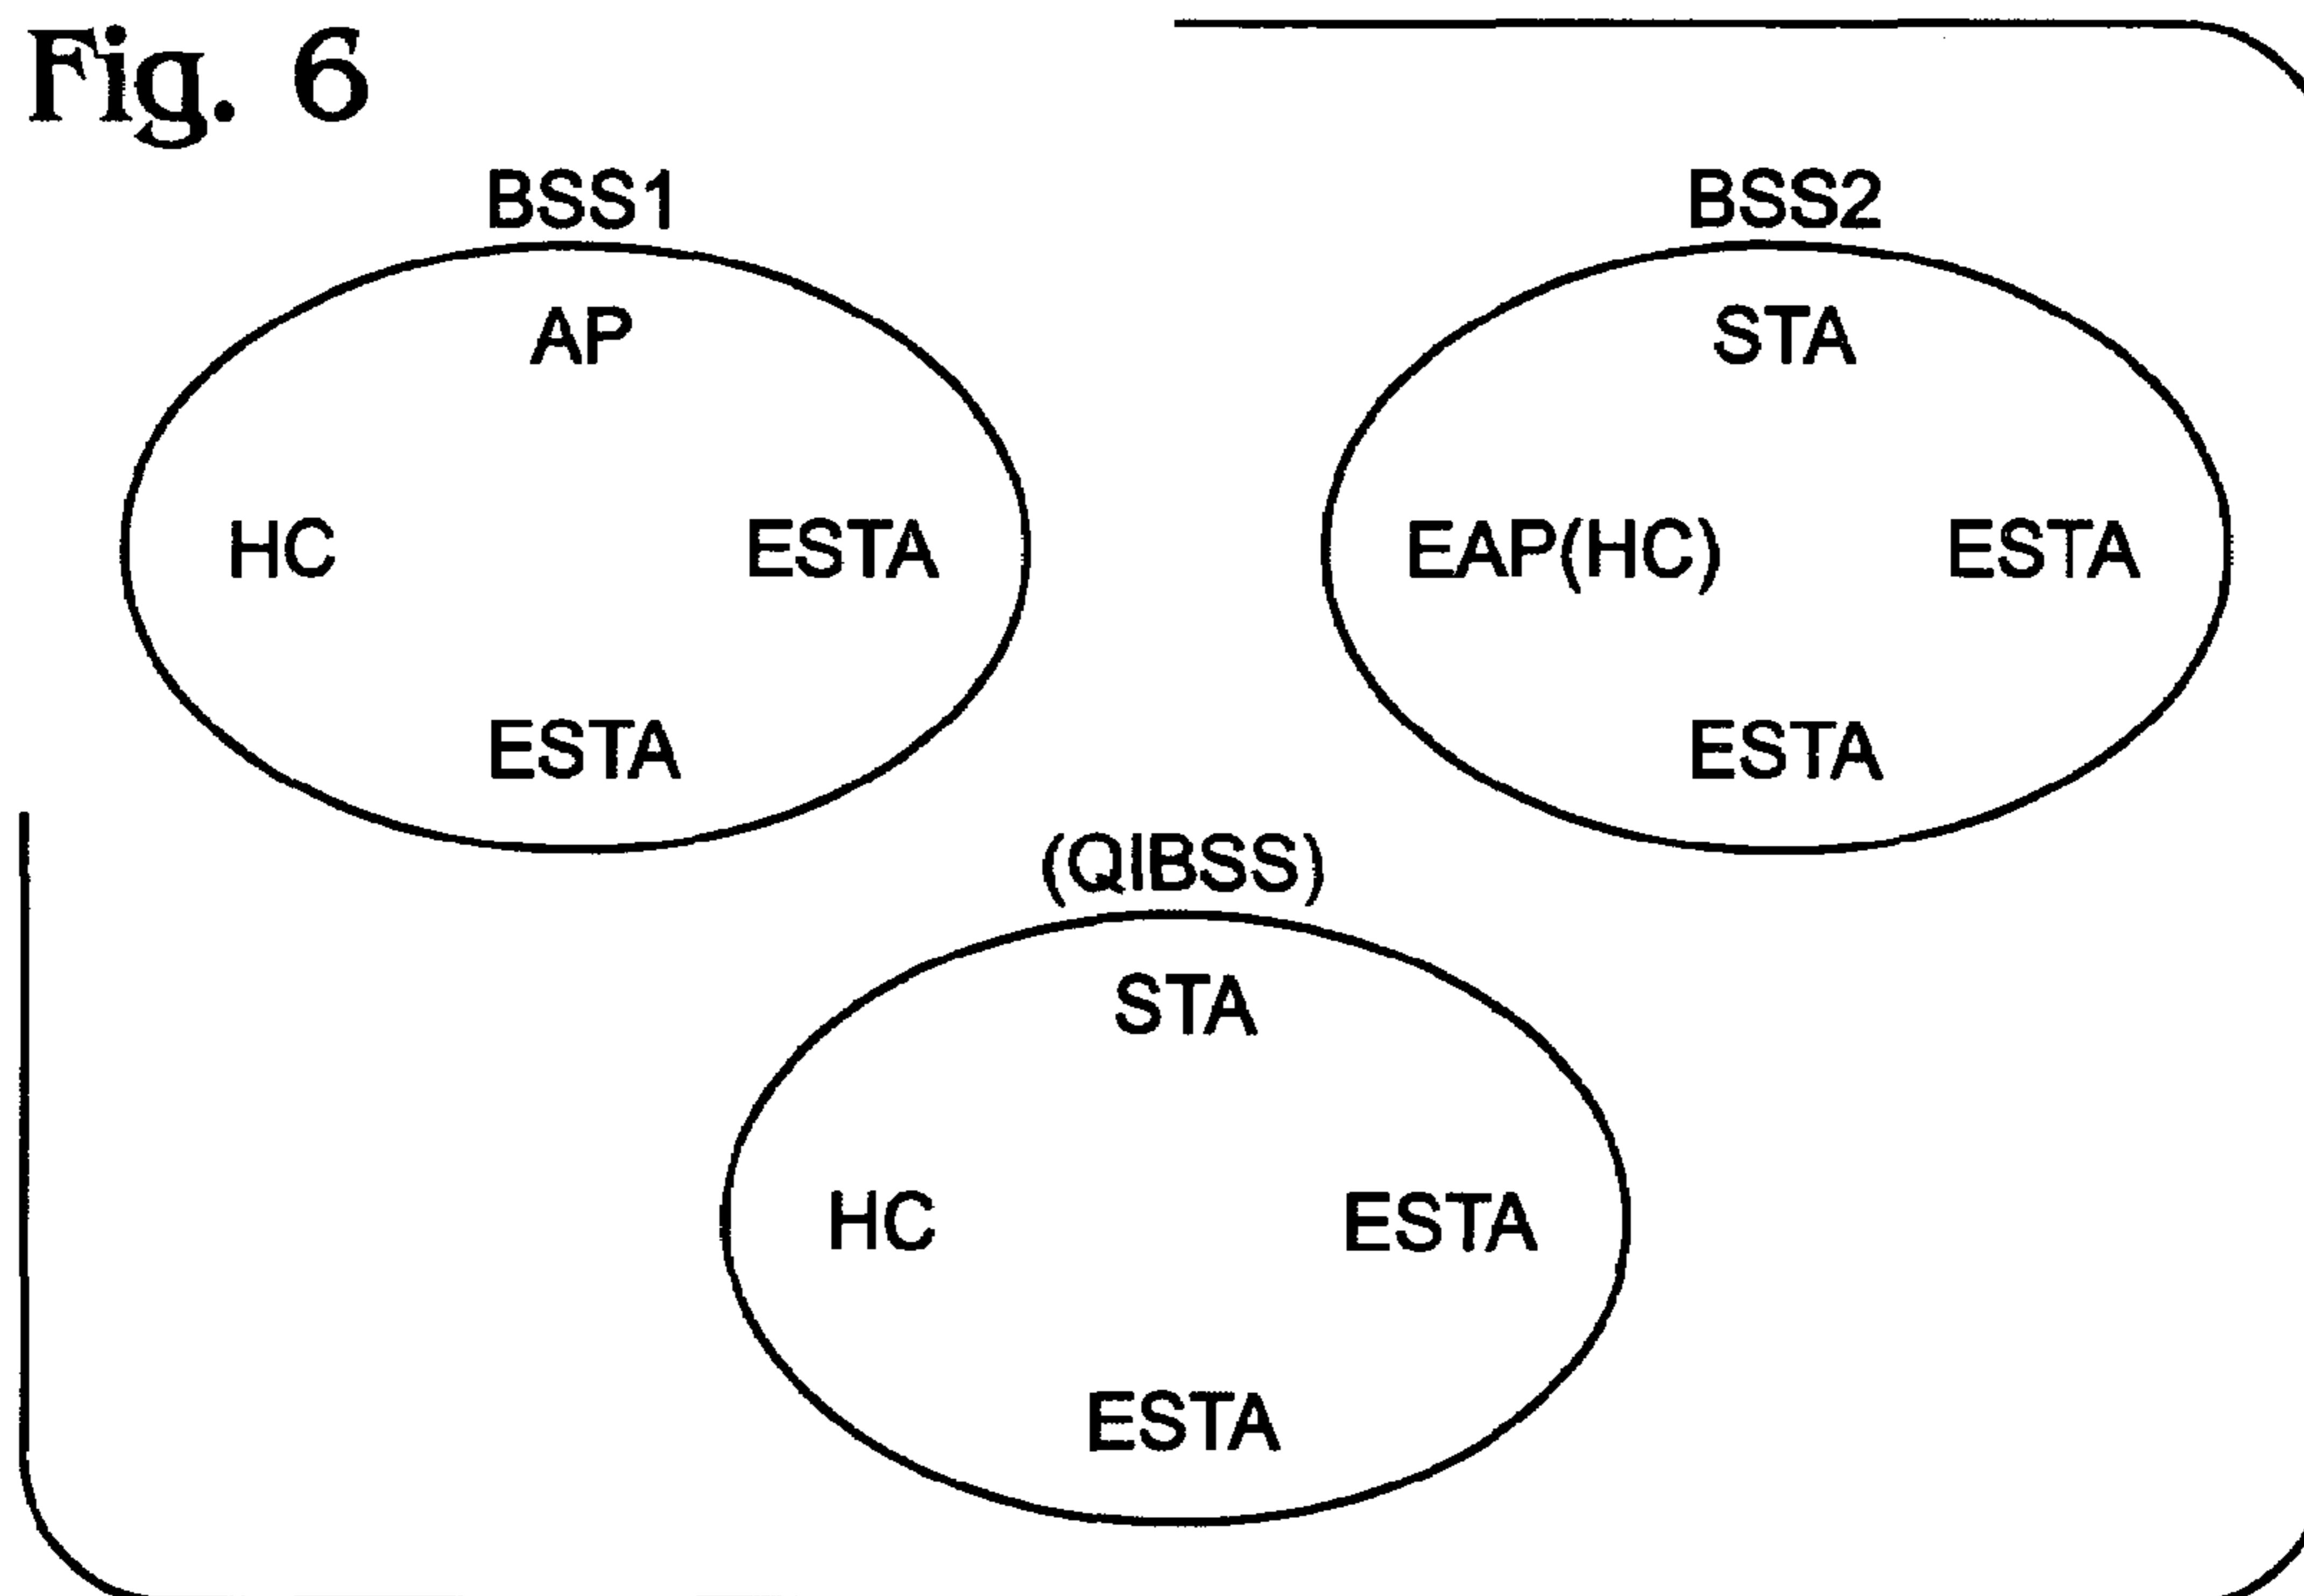 Fig. 6
BSS1
AP
HC
ESTA
ESTA
BSS2
STA
EAP(HC)
ESTA
ESTA
(QIBSS)
STA
HC
ESTA
ESTA